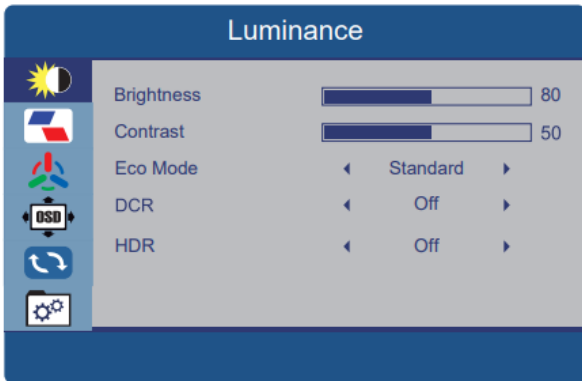 Luminance
Brightness 80
Contrast 50
Eco Mode Standard
DCR Off
OSD
HDR Off